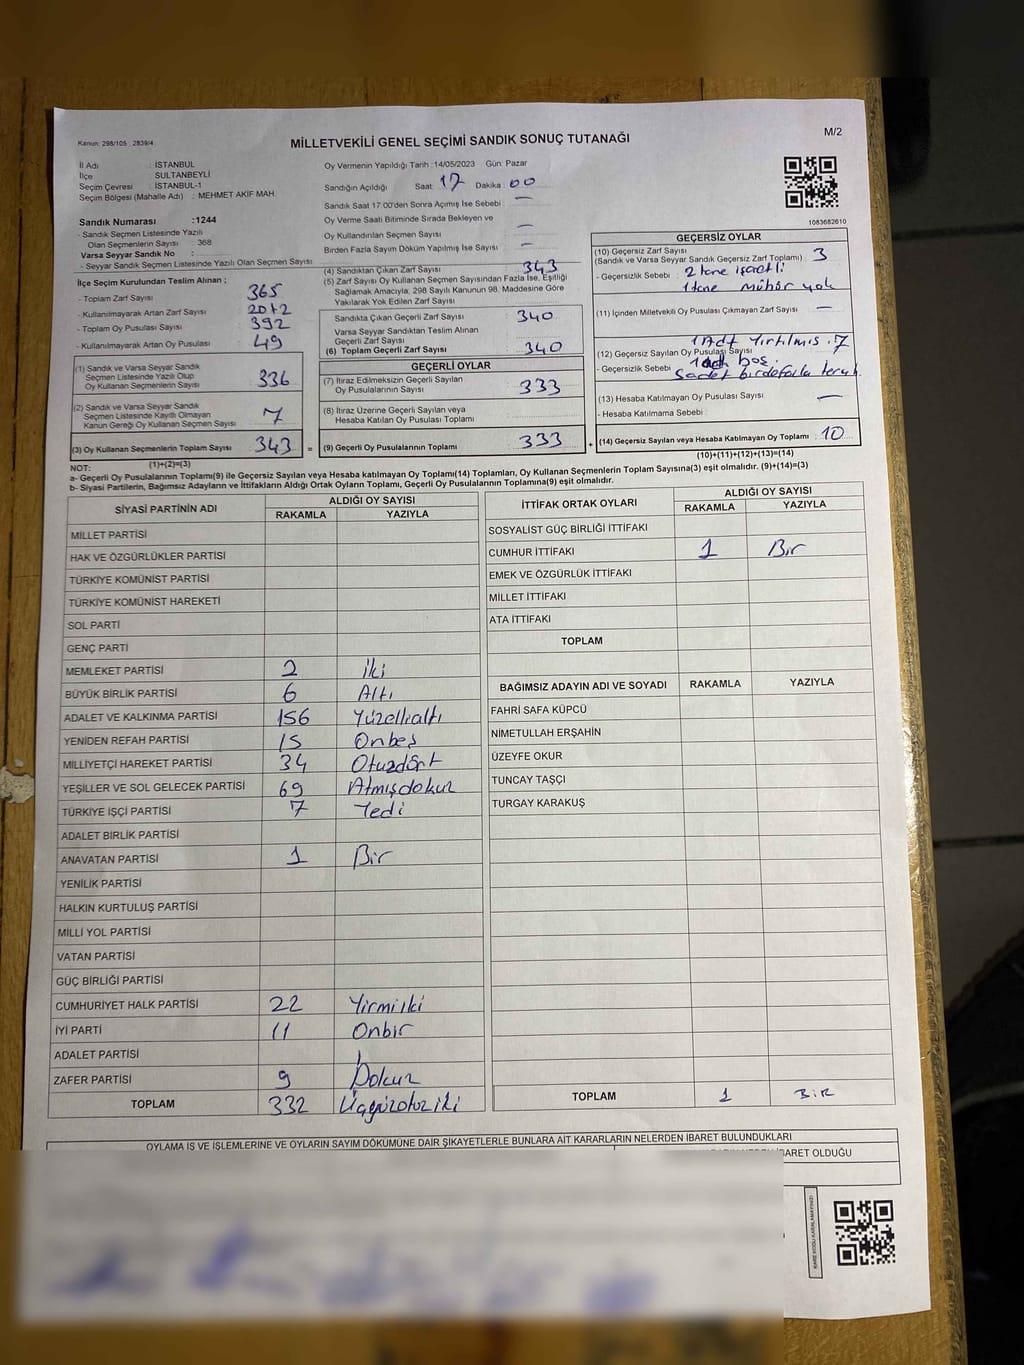 Kanun: 298/105 2839/4
MİLLETVEKİLİ GENEL SEÇİMİ SANDIK SONUÇ TUTANAĞI
M/2
İl Adı : İSTANBUL
İlçe : SULTANBEYLİ
Seçim Çevresi : İSTANBUL-1
Seçim Bölgesi (Mahalle Adı) : MEHMET AKİF MAH.
Sandık Numarası :1244
- Sandık Seçmen Listesinde Yazılı
Olan Seçmenlerin Sayısı : 368
Varsa Seyyar Sandık No :
- Seyyar Sandık Seçmen Listesinde Yazılı Olan Seçmen Sayısı :
Oy Vermenin Yapıldığı Tarih :14/05/2023 Gün: Pazar
Sandığın Açıldığı Saat: 17 Dakika: 00
Sandık Saat 17:00'den Sonra Açımış İse Sebebi : —
Oy Verme Saati Bitiminde Sırada Bekleyen ve
Oy Kullandırılan Seçmen Sayısı : —
Birden Fazla Sayım Döküm Yapılmış İse Sayısı : —
1083682610
İlçe Seçim Kurulundan Teslim Alınan ;
- Toplam Zarf Sayısı : 365
- Kullanılmayarak Artan Zarf Sayısı
- Toplam Oy Pusulası Sayısı : 392
- Kullanılmayarak Artan Oy Pusulası : 49
(1) Sandık ve Varsa Seyyar Sandık
Seçmen Listesinde Yazılı Olup
Oy Kullanan Seçmenlerin Sayısı : 336
(2) Sandık ve Varsa Seyyar Sandık
Seçmen Listesinde Kayıtlı Olmayan
Kanun Gereği Oy Kullanan Seçmen Sayısı : 7
(3) Oy Kullanan Seçmenlerin Toplam Sayısı : 343 =
(1)+(2)=(3)
(4) Sandıktan Çıkan Zarf Sayısı : 343
(5) Zarf Sayısı Oy Kullanan Seçmen Sayısından Fazla İse, Eşitliği
Sağlamak Amacıyla, 298 Sayılı Kanunun 98. Maddesine Göre
Yakılarak Yok Edilen Zarf Sayısı :
Sandıkta Çıkan Geçerli Zarf : 340
Varsa Seyyar Sandıktan Teslim Alınan
Geçerli Zarf Sayısı :
(6) Toplam Geçerli Zarf Sayısı : 340
GEÇERLİ OYLAR
(7) İtiraz Edilmeksizin Geçerli Sayılan
Oy Pusulalarının Sayısı : 333
(8) İtiraz Üzerine Geçerli Sayılan veya
Hesaba Katılan Oy Pusulası Toplamı :
(9) Geçerli Oy Pusulalarının Toplamı : 333 +
GEÇERSİZ OYLAR
(10) Geçersiz Zarf Sayısı
(Sandık ve Varsa Seyyar Sandık Geçersiz Zarf Toplamı) : 3
- Geçersizlik Sebebi : 2 tane işaretli
1 tane mühür yok
(11) İçinden Milletvekili Oy Pusulası Çıkmayan Zarf Sayısı : —
1 Adt Yırtılmış . 7
(12) Geçersiz Sayılan Oy Pusulası Sayısı :
- Geçersizlik Sebebi : boş.
5 adet birdefazla
(13) Hesaba Katılmayan Oy Pusulası Sayısı : —
- Hesaba Katılmama Sebebi :
(14) Geçersiz Sayılan veya Hesaba Katılmayan Oy Toplamı : 10
(10)+(11)+(12)+(13)=(14)
NOT:
a- Geçerli Oy Pusulalarının Toplamı(9) ile Geçersiz Sayılan veya Hesaba katılmayan Oy Toplamı(14) Toplamları, Oy Kullanan Seçmenlerin Toplam Sayısına(3) eşit olmalıdır. (9)+(14)=(3)
b- Siyasi Partilerin, Bağımsız Adayların ve İttifakların Aldığı Ortak Oyların Toplamı, Geçerli Oy Pusulalarının Toplamına(9) eşit olmalıdır.
SİYASİ PARTİNİN ADI ALDIĞI OY SAYISI
RAKAMLA YAZIYLA
MİLLET PARTİSİ
HAK VE ÖZGÜRLÜKLER PARTİSİ
TÜRKİYE KOMÜNİST PARTİSİ
TÜRKİYE KOMÜNİST HAREKETİ
SOL PARTİ
GENÇ PARTİ
MEMLEKET PARTİSİ 2 İki
BÜYÜK BİRLİK PARTİSİ 6 Altı
ADALET VE KALKINMA PARTİSİ 156 Yüzellialtı
YENİDEN REFAH PARTİSİ 15 Onbeş
MİLLİYETÇİ HAREKET PARTİSİ 34 Otuzdört
YEŞİLLER VE SOL GELECEK PARTİSİ 69 Atmışdokuz
TÜRKİYE İŞÇİ PARTİSİ 7 Yedi
ADALET BİRLİK PARTİSİ
ANAVATAN PARTİSİ 1 Bir
YENİLİK PARTİSİ
HALKIN KURTULUŞ PARTİSİ
MİLLİ YOL PARTİSİ
VATAN PARTİSİ
GÜÇ BİRLİĞİ PARTİSİ
CUMHURİYET HALK PARTİSİ 22 Yirmi iki
İYİ PARTİ 11 Onbir
ADALET PARTİSİ
ZAFER PARTİSİ 9 Dokuz
TOPLAM 332
İTTİFAK ORTAK OYLARI ALDIĞI OY SAYISI
RAKAMLA YAZIYLA
SOSYALİST GÜÇ BİRLİĞİ İTTİFAKI
CUMHUR İTTİFAKI 1 Bir
EMEK VE ÖZGÜRLÜK İTTİFAKI
MİLLET İTTİFAKI
ATA İTTİFAKI
TOPLAM
BAĞIMSIZ ADAYIN ADI VE SOYADI RAKAMLA YAZIYLA
FAHRİ SAFA KÜPCÜ
NİMETULLAH ERŞAHİN
ÜZEYFE OKUR
TUNCAY TAŞÇI
TURGAY KARAKUŞ
TOPLAM 1 BİR
OYLAMA İŞ VE İŞLEMLERİNE VE OYLARIN SAYIM DÖKÜMÜNE DAİR ŞİKAYETLERLE BUNLARA AİT KARARLARIN NELERDEN İBARET BULUNDUKLARI
İBARET OLDUĞU